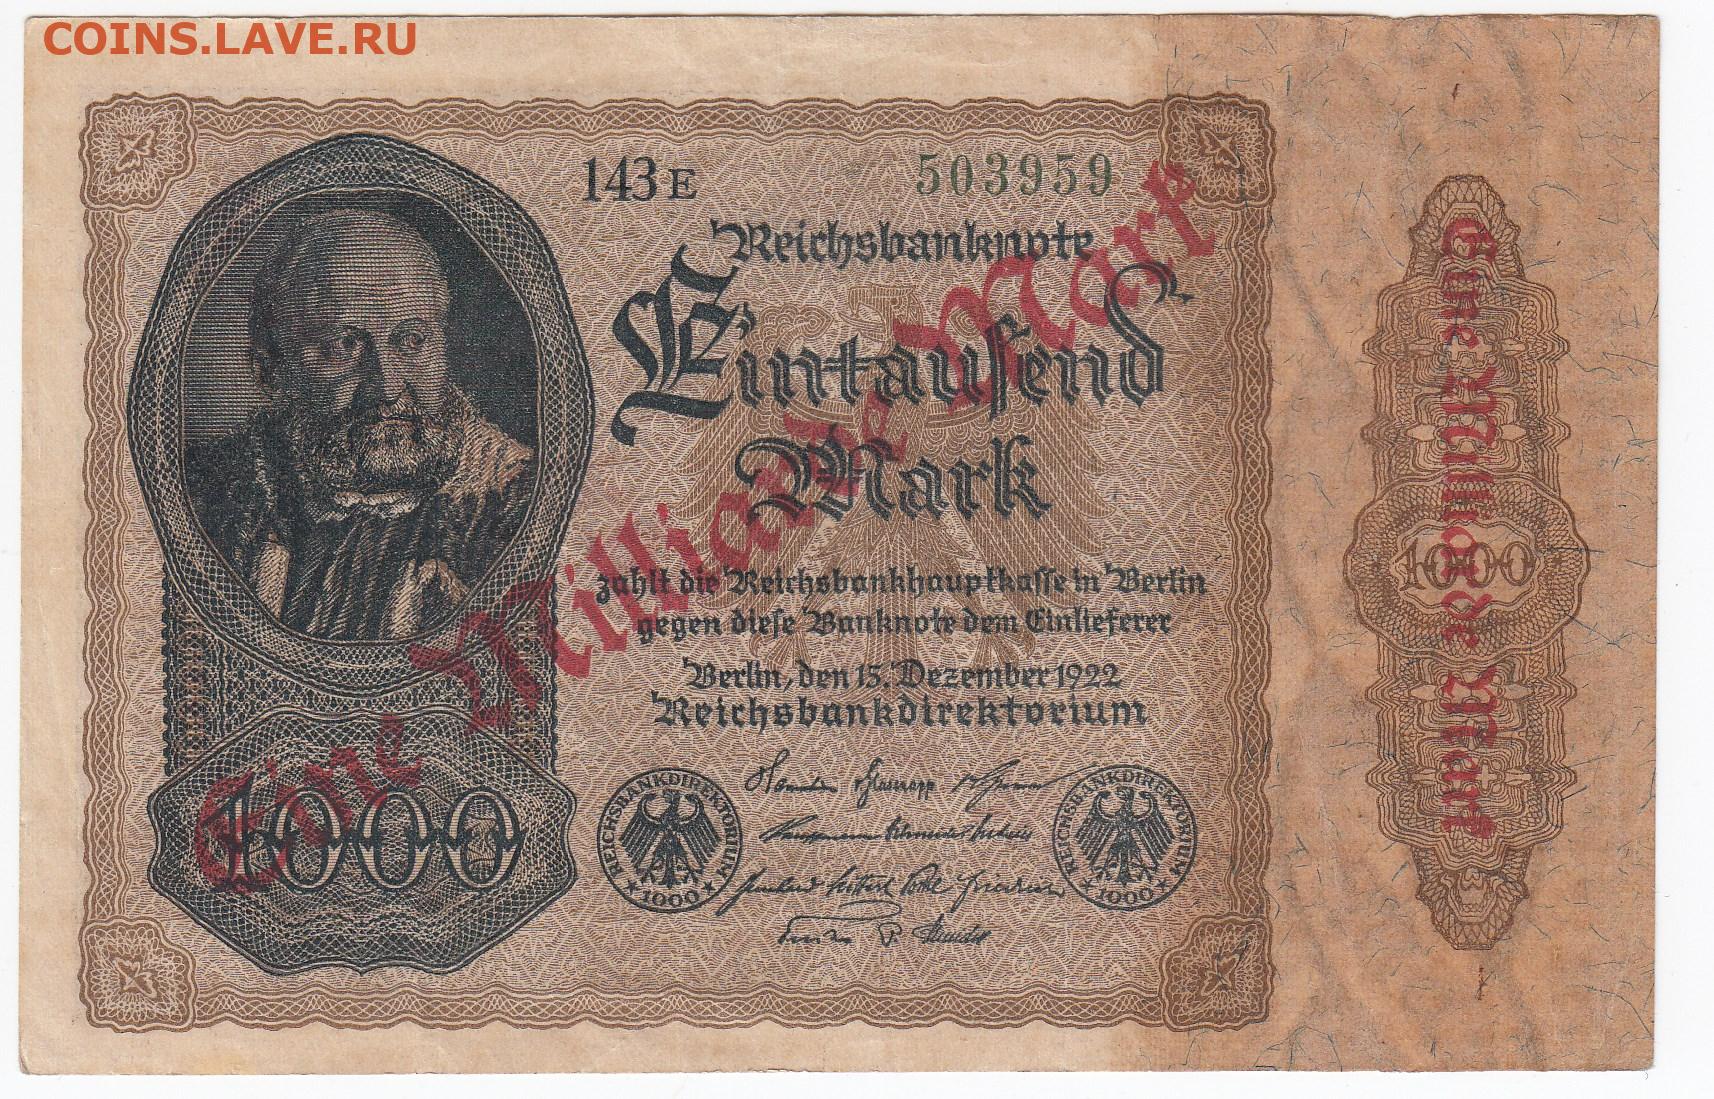 COINS.LAVE.RU
143 E 503959
Reichsbanknote
Eintausend
Mark
zahlt die Reichsbankhauptkasse in Berlin
gegen diese Banknote dem Einlieferer
Berlin, den 15. Dezember 1922
Reichsbankdirektorium
Eine Milliarde Mark
1000
REICHSBANKDIREKTORIUM
1000
REICHSBANKDIREKTORIUM
1000
Eine Milliarde Mark
1000